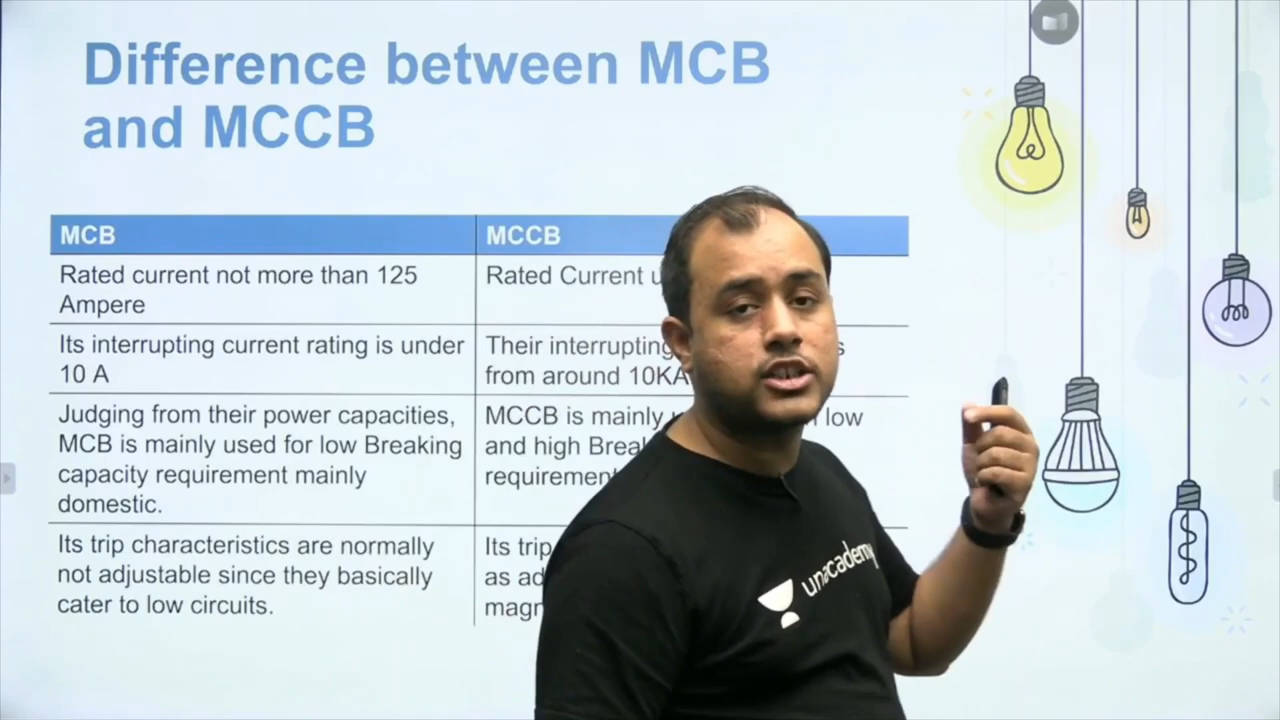 Difference between MCB
and MCCB
MCB
MCCB
Rated current not more than 125
Ampere
Rated Current
Its interrupting current rating is under
10 A
Their interrupting
from around 10KA
Judging from their power capacities,
MCB is mainly used for low Breaking
capacity requirement mainly
domestic.
MCCB is mainly low
and high
requirement
Its trip characteristics are normally
not adjustable since they basically
cater to low circuits.
Its trip
as
unacademy